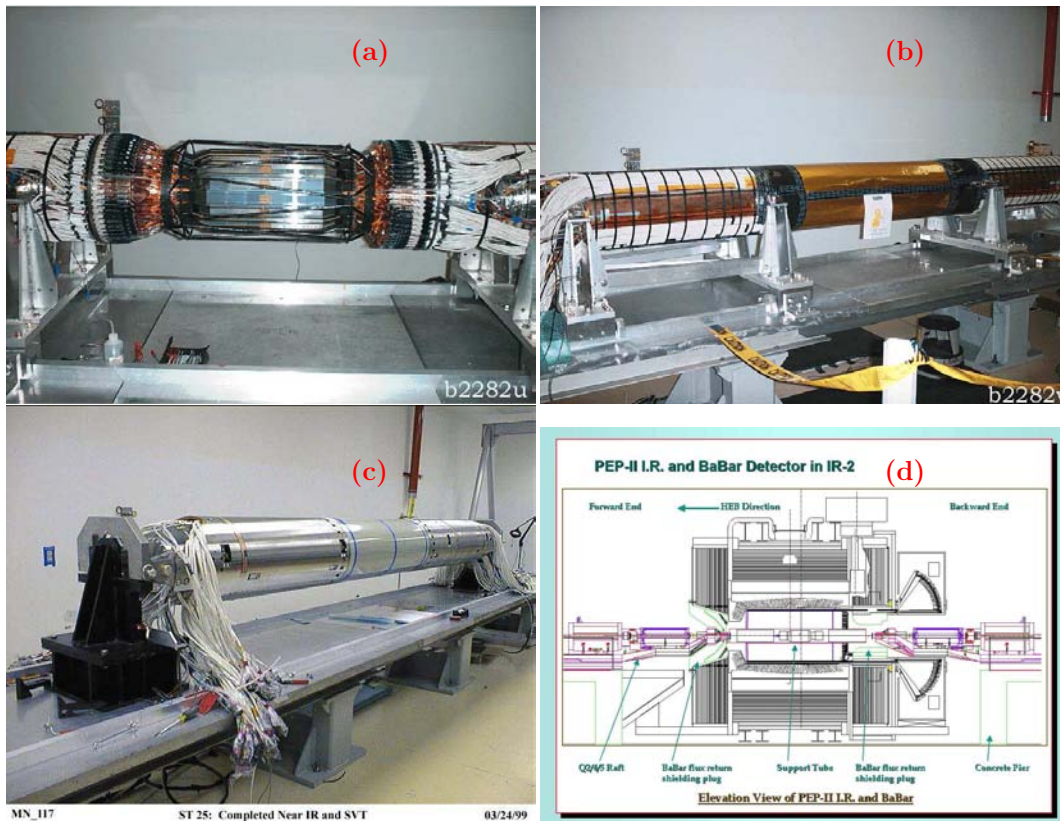 (a)
b2282u
(b)
b2282v
(c)
MN_117 ST 25: Completed Near IR and SVT 03/24/99
PEP-II I.R. and BaBar Detector in IR-2 (d)
Forward End HEB Direction Backward End
Q2/4/5 Raft BaBar flux return shielding plug Support Tube BaBar flux return shielding plug Concrete Pier
Elevation View of PEP-II I.R. and BaBar